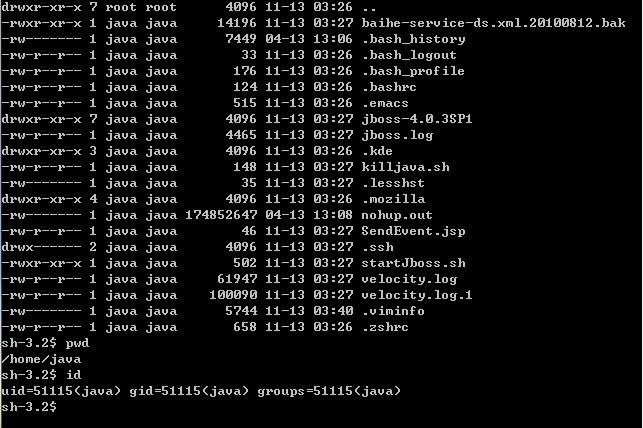 drwxr-xr-x 7 root root      4096 11-13 03:26 ..
-rwxr-xr-x 1 java java     14196 11-13 03:27 baihe-service-ds.xml.20100812.bak
-rw------- 1 java java      7449 04-13 13:06 .bash_history
-rw-r--r-- 1 java java        33 11-13 03:26 .bash_logout
-rw-r--r-- 1 java java       176 11-13 03:26 .bash_profile
-rw-r--r-- 1 java java       124 11-13 03:26 .bashrc
-rw-r--r-- 1 java java       515 11-13 03:26 .emacs
drwxr-xr-x 7 java java      4096 11-13 03:27 jboss-4.0.3SP1
-rw-r--r-- 1 java java      4465 11-13 03:27 jboss.log
drwxr-xr-x 3 java java      4096 11-13 03:26 .kde
-rw-r--r-- 1 java java       148 11-13 03:27 killjava.sh
-rw------- 1 java java        35 11-13 03:27 .lesshst
drwxr-xr-x 4 java java      4096 11-13 03:26 .mozilla
-rw------- 1 java java 174852647 04-13 13:08 nohup.out
-rw-r--r-- 1 java java        46 11-13 03:27 SendEvent.jsp
drwx------ 2 java java      4096 11-13 03:27 .ssh
-rwxr-xr-x 1 java java       502 11-13 03:27 startJboss.sh
-rw-r--r-- 1 java java     61947 11-13 03:27 velocity.log
-rw-r--r-- 1 java java    100090 11-13 03:27 velocity.log.1
-rw------- 1 java java      5744 11-13 03:40 .viminfo
-rw-r--r-- 1 java java       658 11-13 03:26 .zshrc
sh-3.2$ pwd
/home/java
sh-3.2$ id
uid=51115(java) gid=51115(java) groups=51115(java)
sh-3.2$